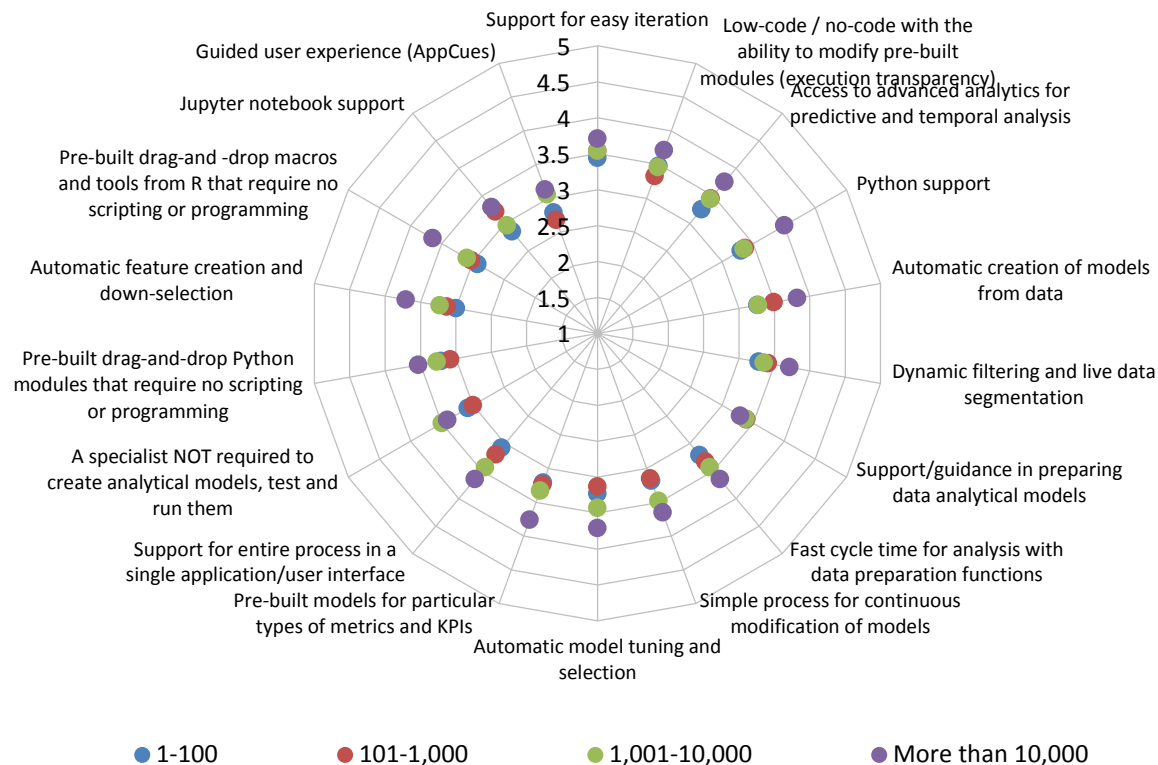 Support for easy iteration
Low-code / no-code with the
ability to modify pre-built
modules (execution transparency)
Access to advanced analytics for
predictive and temporal analysis
Python support
Automatic creation of models
from data
Dynamic filtering and live data
segmentation
Support/guidance in preparing
data analytical models
Fast cycle time for analysis with
data preparation functions
Simple process for continuous
modification of models
Automatic model tuning and
selection
Pre-built models for particular
types of metrics and KPIs
Support for entire process in a
single application/user interface
A specialist NOT required to
create analytical models, test and
run them
Pre-built drag-and-drop Python
modules that require no scripting
or programming
Automatic feature creation and
down-selection
Pre-built drag-and -drop macros
and tools from R that require no
scripting or programming
Jupyter notebook support
Guided user experience (AppCues)
5
4.5
4
3.5
3
2.5
2
1.5
1
1-100
101-1,000
1,001-10,000
More than 10,000